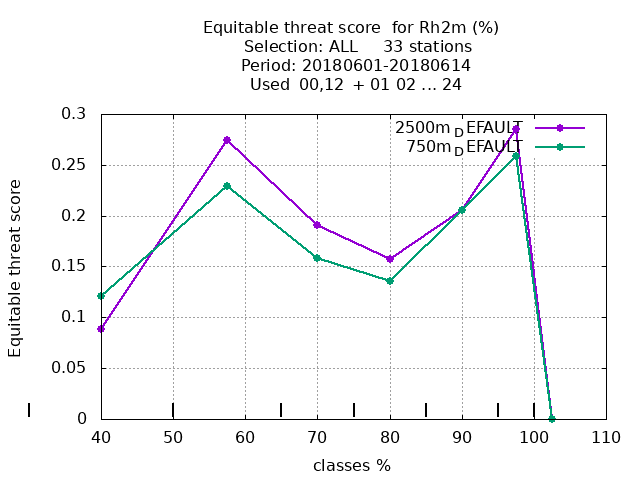 Equitable threat score  for Rh2m (%)
Selection: ALL     33 stations
Period: 20180601-20180614
Used  00,12  + 01 02 ... 24
2500m_DEFAULT
750m_DEFAULT
0.3
0.25
0.2
0.15
0.1
0.05
0
Equitable threat score
40 50 60 70 80 90 100 110
classes %